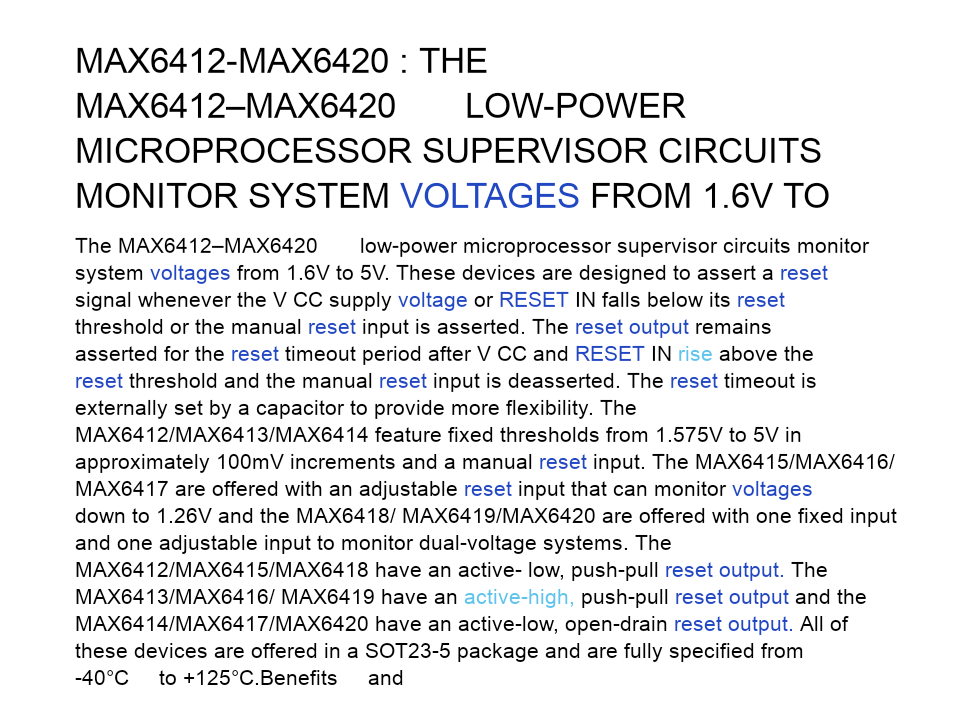 MAX6412-MAX6420 : THE
MAX6412–MAX6420 LOW-POWER
MICROPROCESSOR SUPERVISOR CIRCUITS
MONITOR SYSTEM VOLTAGES FROM 1.6V TO
The MAX6412–MAX6420 low-power microprocessor supervisor circuits monitor
system voltages from 1.6V to 5V. These devices are designed to assert a reset
signal whenever the V CC supply voltage or RESET IN falls below its reset
threshold or the manual reset input is asserted. The reset output remains
asserted for the reset timeout period after V CC and RESET IN rise above the
reset threshold and the manual reset input is deasserted. The reset timeout is
externally set by a capacitor to provide more flexibility. The
MAX6412/MAX6413/MAX6414 feature fixed thresholds from 1.575V to 5V in
approximately 100mV increments and a manual reset input. The MAX6415/MAX6416/
MAX6417 are offered with an adjustable reset input that can monitor voltages
down to 1.26V and the MAX6418/ MAX6419/MAX6420 are offered with one fixed input
and one adjustable input to monitor dual-voltage systems. The
MAX6412/MAX6415/MAX6418 have an active- low, push-pull reset output. The
MAX6413/MAX6416/ MAX6419 have an active-high, push-pull reset output and the
MAX6414/MAX6417/MAX6420 have an active-low, open-drain reset output. All of
these devices are offered in a SOT23-5 package and are fully specified from
-40°C to +125°C.Benefits and